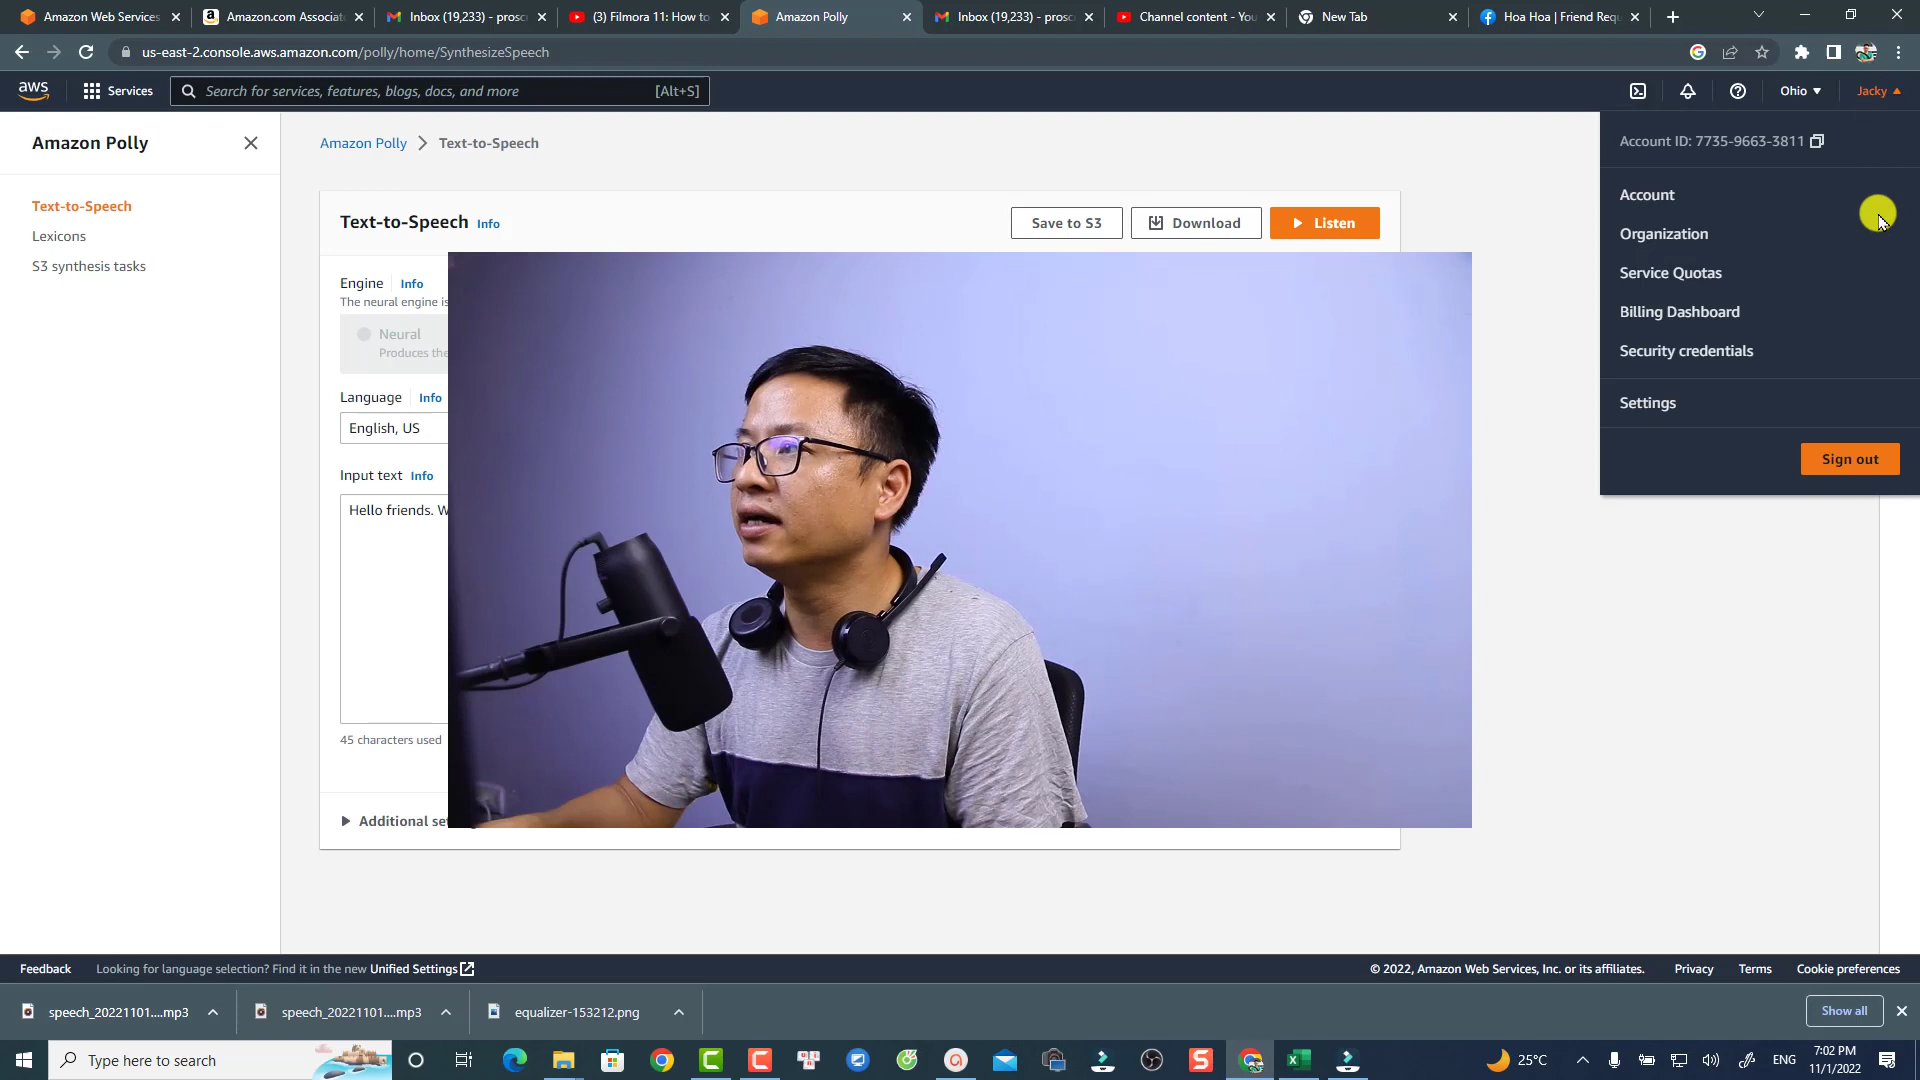 Amazon Web Services
Amazon.com Associat
Inbox (19,233) - prosc
(3) Filmora 11: How to
Amazon Polly
Inbox (19,233) - prosc
Channel content - You
New Tab
Hoa Hoa | Friend Requ
us-east-2.console.aws.amazon.com/polly/home/SynthesizeSpeech
aws
Services
Search for services, features, blogs, docs, and more
[Alt+S]
Ohio
Jacky
Amazon Polly
Text-to-Speech
Lexicons
S3 synthesis tasks
Amazon Polly
Text-to-Speech
Text-to-Speech Info
Save to S3
Download
Listen
Engine Info
The neural engine is
Neural
Produces the
Language Info
English, US
Input text Info
Hello friends. W
45 characters used
Additional se
Account ID: 7735-9663-3811
Account
Organization
Service Quotas
Billing Dashboard
Security credentials
Settings
Sign out
Feedback
Looking for language selection? Find it in the new Unified Settings
© 2022, Amazon Web Services, Inc. or its affiliates.
Privacy
Terms
Cookie preferences
speech_20221101....mp3
speech_20221101....mp3
equalizer-153212.png
Show all
Type here to search
25°C
ENG
7:02 PM
11/1/2022